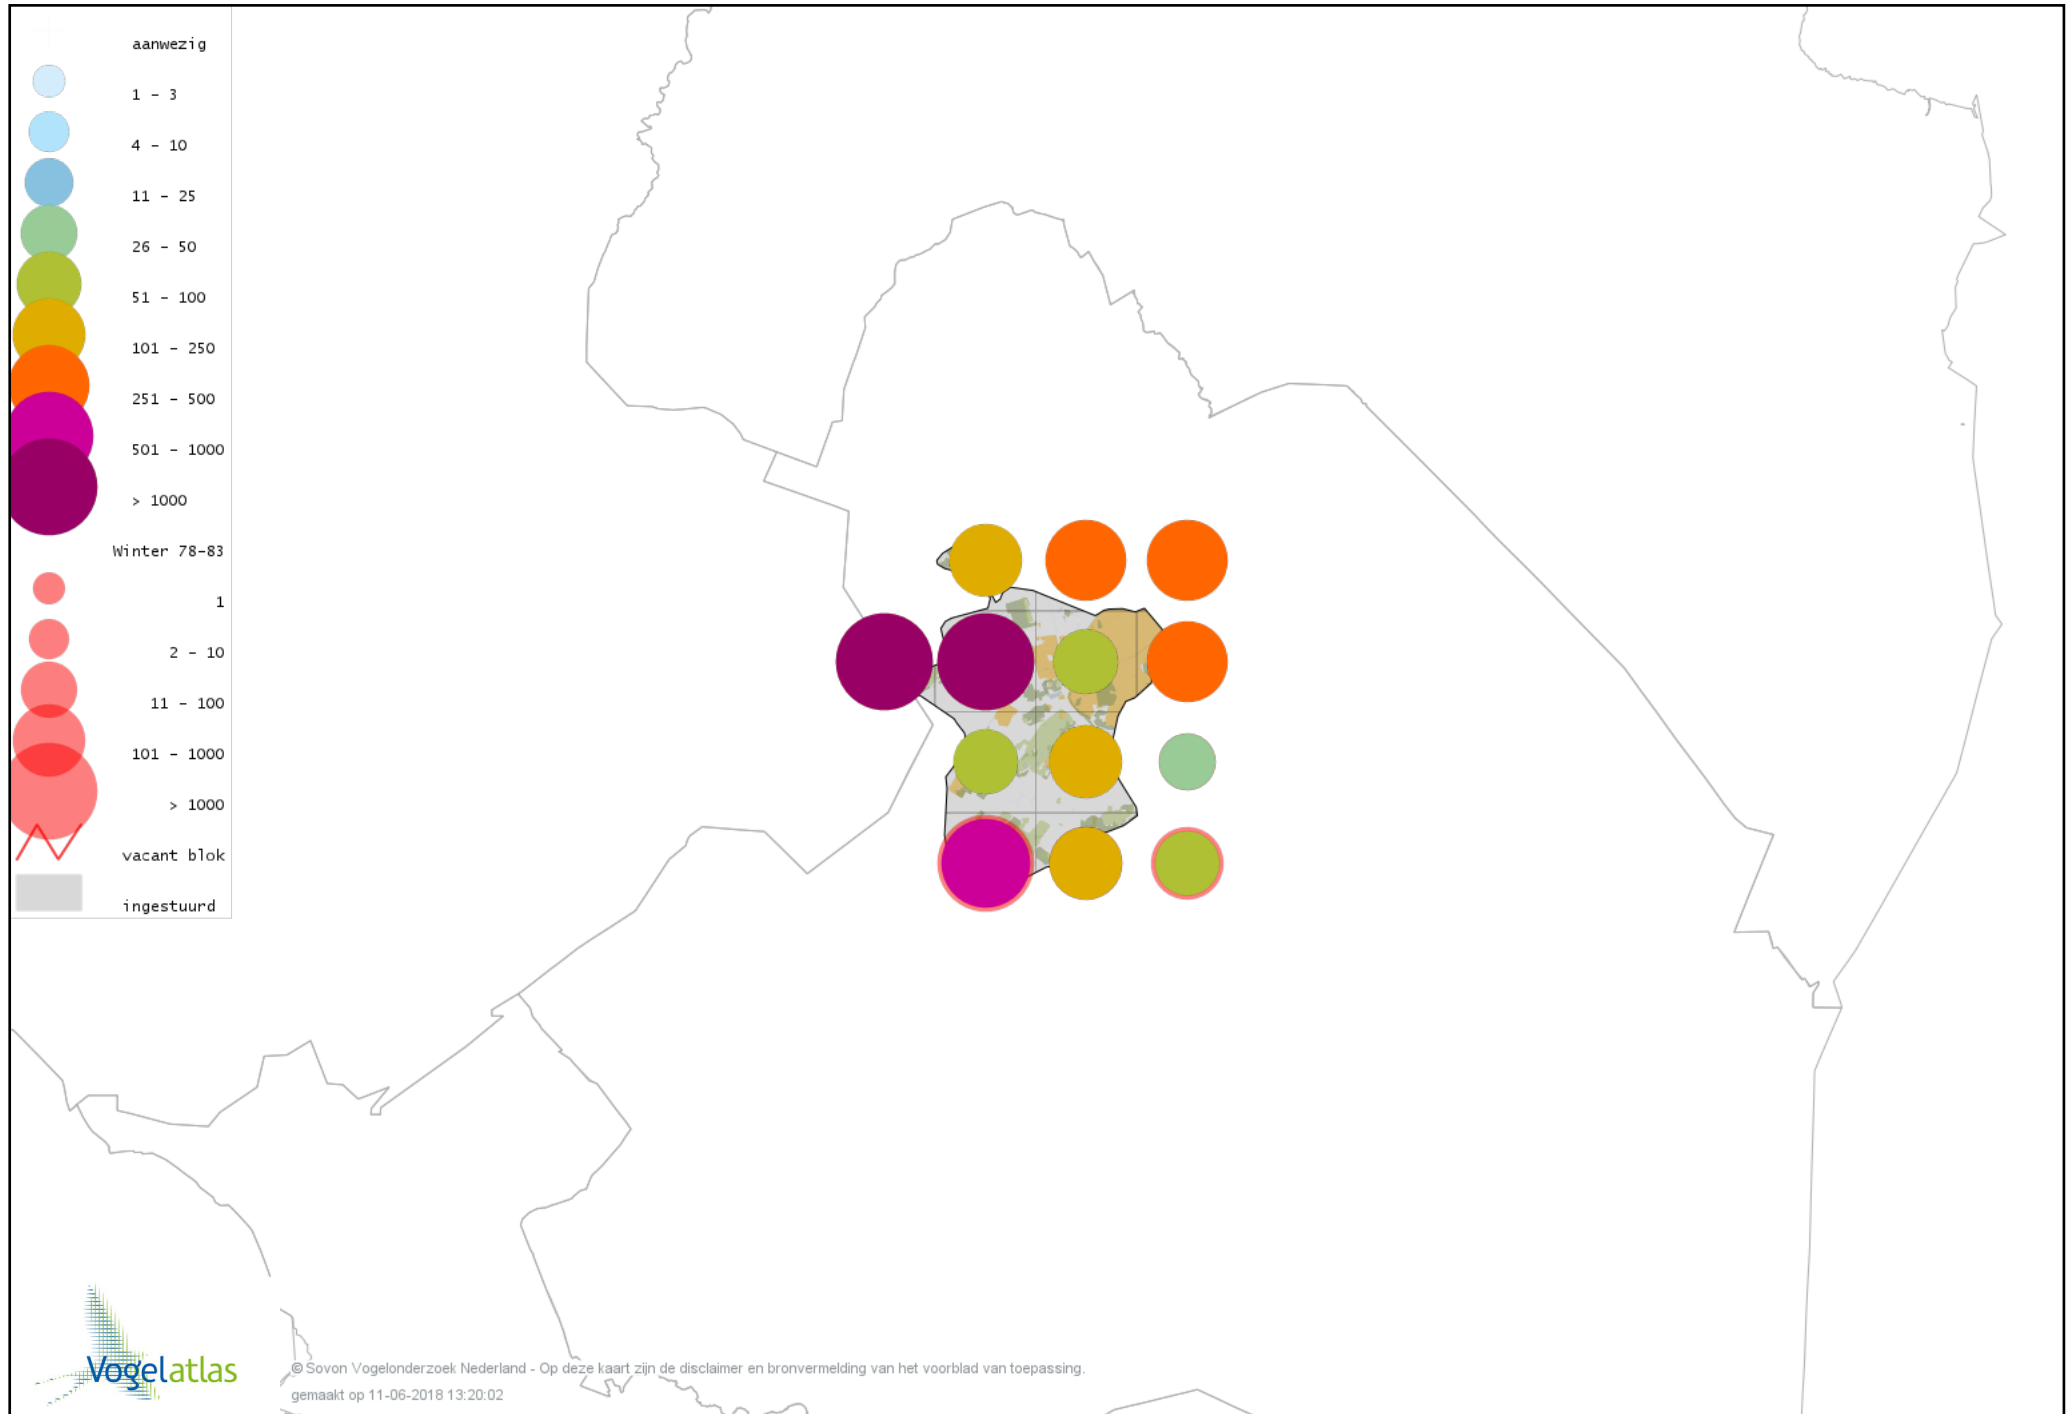 aanwezig
1 - 3
4 - 10
11 - 25
26 - 50
51 - 100
101 - 250
251 - 500
501 - 1000
> 1000
Winter 78-83
1
2 - 10
11 - 100
101 - 1000
> 1000
vacant blok
ingestuurd
Vogelatlas
© Sovon Vogelonderzoek Nederland - Op deze kaart zijn de disclaimer en bronvermelding van het voorblad van toepassing.
gemaakt op 11-06-2018 13:20:02